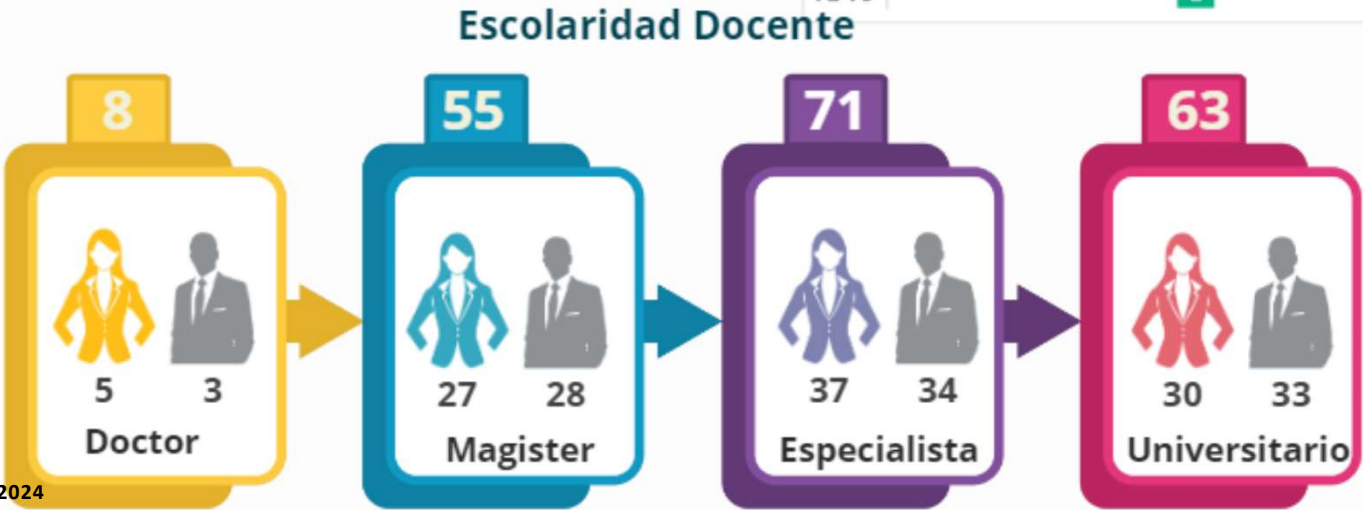 Escolaridad Docente
8
55
71
63
5 3
27 28
37 34
30 33
Doctor
Magister
Especialista
Universitario
2024